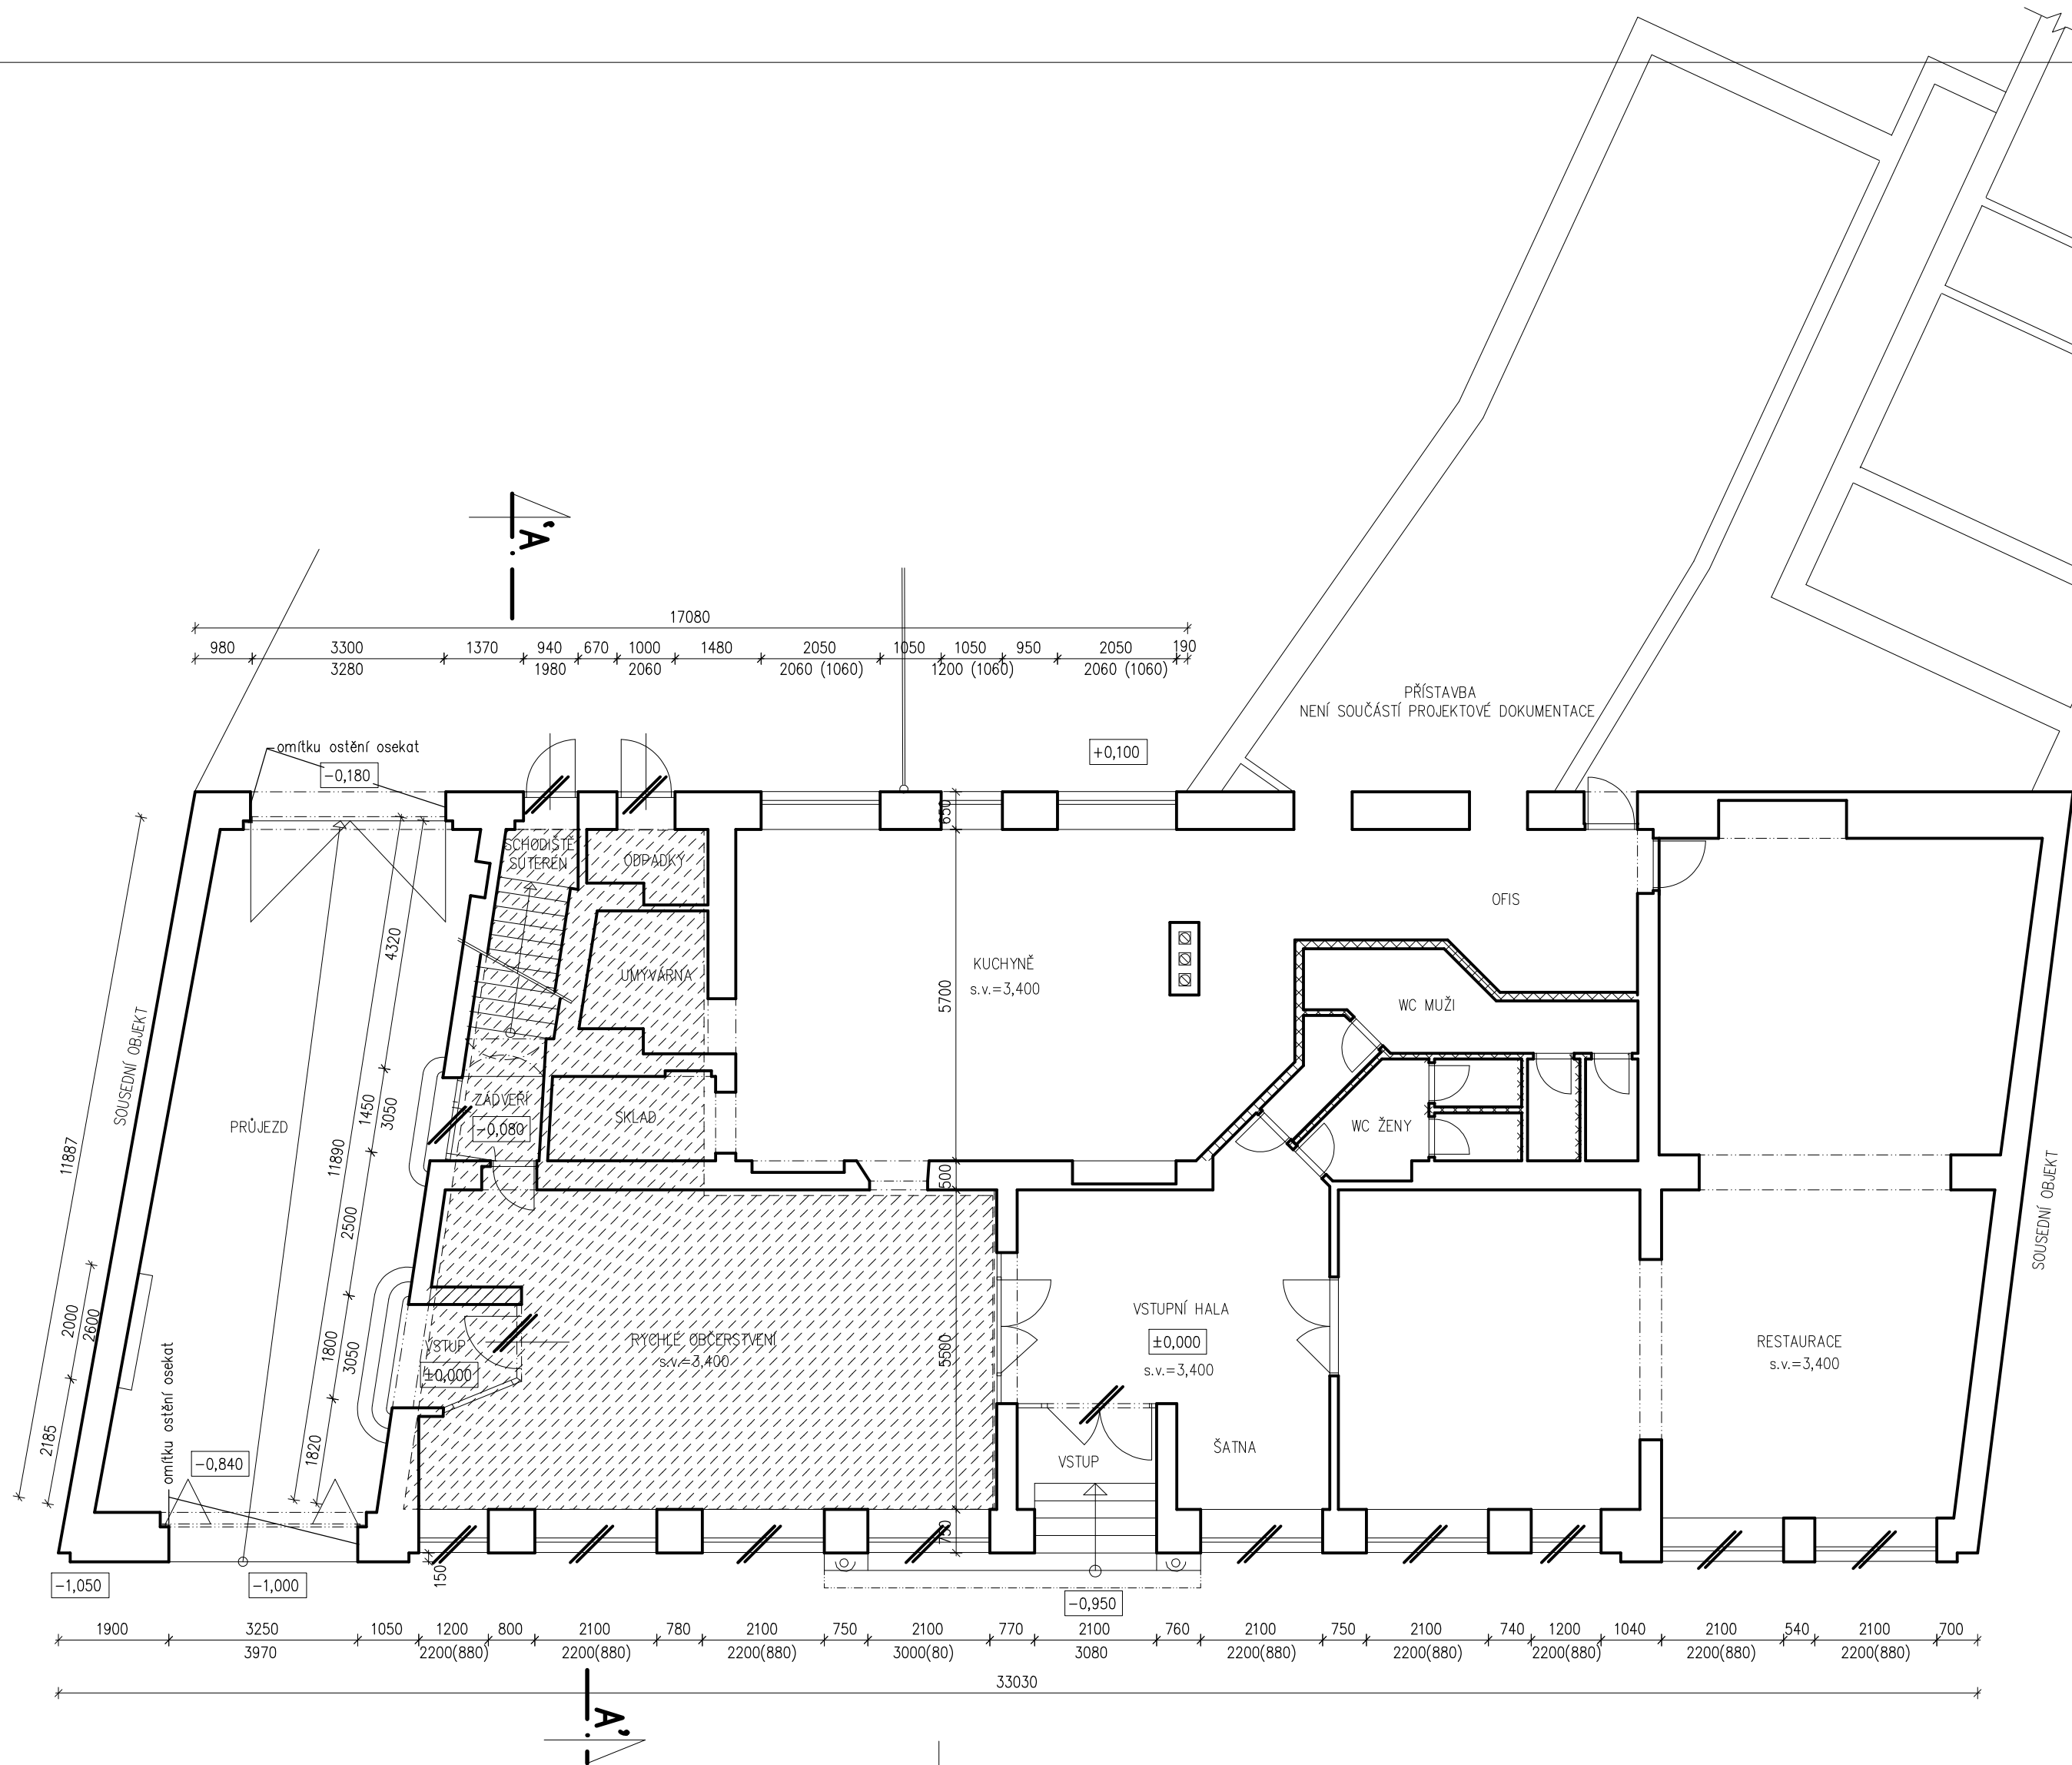 A'
17080
980 3300 1370 940 670 1000 1480 2050 1050 1050 950 2050 190
3280 1980 2060 2060 (1060) 1200 (1060) 2060 (1060)
PŘÍSTAVBA
NENÍ SOUČÁSTÍ PROJEKTOVÉ DOKUMENTACE
omítku ostění osekat
-0,180
+0,100
650
SCHODIŠTĚ
SUTERÉN
ODPADKY
OFIS
4320
UMÝVÁRNA
KUCHYNĚ
s.v.=3,400
5700
WC MUŽI
SOUSEDNÍ OBJEKT
PRŮJEZD
11887
11890
1450
3050
ZÁDVEŘÍ
-0,080
SKLAD
WC ŽENY
500
SOUSEDNÍ OBJEKT
2500
2000
2600
1800
3050
VSTUP
±0,000
RYCHLÉ OBČERSTVENÍ
s.v.=3,400
5500
VSTUPNÍ HALA
±0,000
s.v.=3,400
RESTAURACE
s.v.=3,400
2185
omítku ostění osekat
1820
-0,840
VSTUP
ŠATNA
750
150
-1,050
-1,000
-0,950
1900 3250 1050 1200 800 2100 780 2100 750 2100 770 2100 760 2100 750 2100 740 1200 1040 2100 540 2100 700
3970 2200(880) 2200(880) 2200(880) 3000(80) 3080 2200(880) 2200(880) 2200(880) 2200(880) 2200(880)
33030
A'